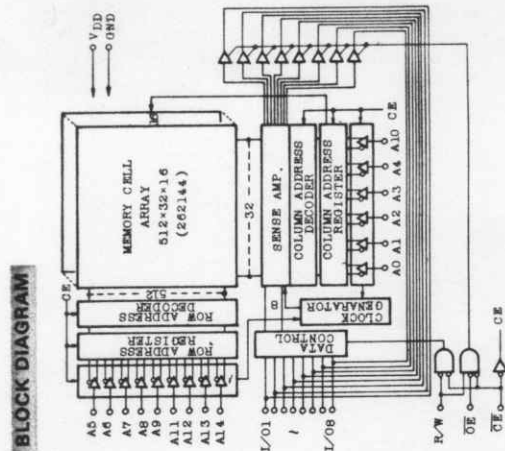 BLOCK DIAGRAM
VDD
GND
CE
MEMORY CELL
ARRAY
512×32×16
(262144)
512
32
ROW ADDRESS
DECODER
ROW ADDRESS
REGISTER
A5
A6
A7
A8
A9
A11
A12
A13
A14
SENSE AMP.
COLUMN ADDRESS
DECODER
COLUMN ADDRESS
REGISTER
CE
8
CLOCK
GENARATOR
A0
A1
A2
A3
A4
A10
DATA
CONTROL
I/O1
~
I/O8
R/W
OE
CE
CE